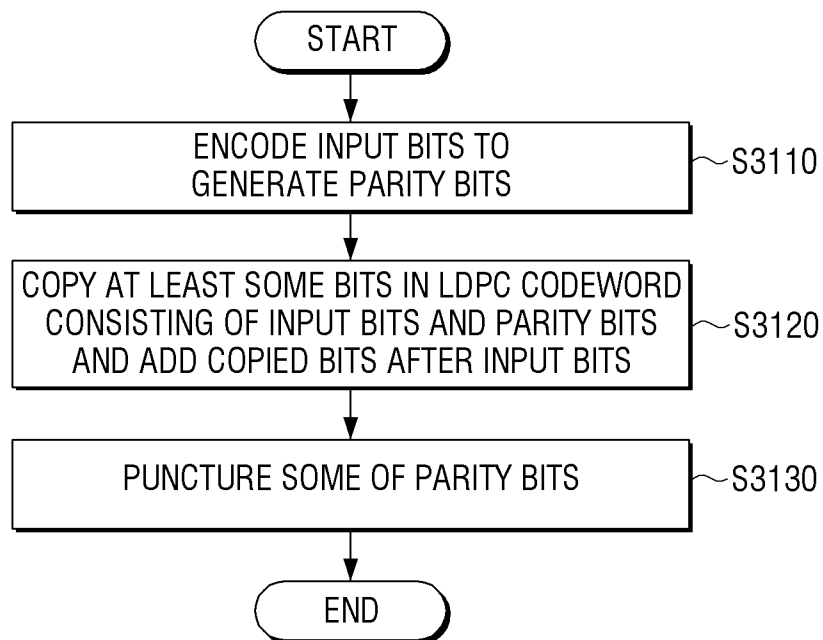 START
ENCODE INPUT BITS TO
GENERATE PARITY BITS
S3110
COPY AT LEAST SOME BITS IN LDPC CODEWORD
CONSISTING OF INPUT BITS AND PARITY BITS
AND ADD COPIED BITS AFTER INPUT BITS
S3120
PUNCTURE SOME OF PARITY BITS
S3130
END